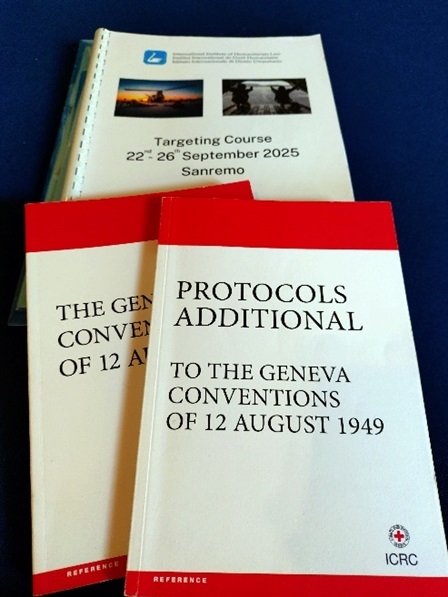 International Institute of Humanitarian Law
Institut International de Droit Humanitaire
Istituto Internazionale di Diritto Umanitario
Targeting Course
22nd - 26th September 2025
Sanremo
THE GEN
CONVEN
OF 12 A
REFERENCE
PROTOCOLS
ADDITIONAL
TO THE GENEVA
CONVENTIONS
OF 12 AUGUST 1949
ICRC
REFERENCE